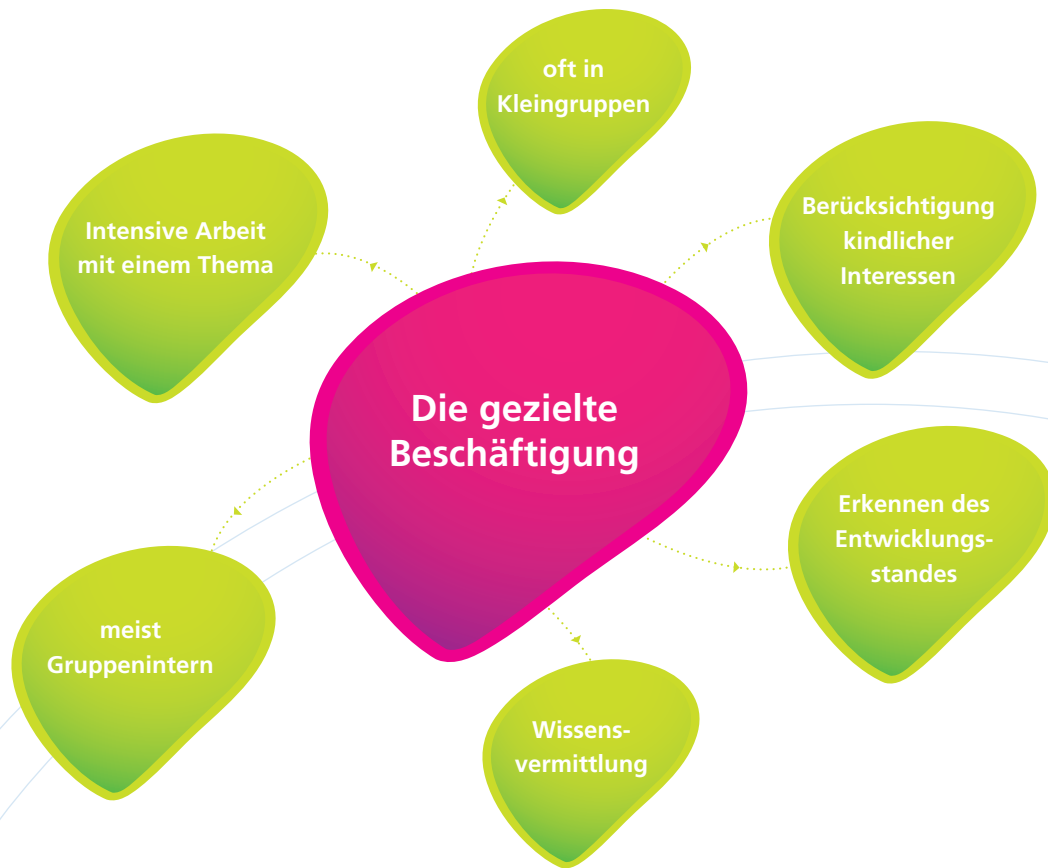 oft in
Kleingruppen
Intensive Arbeit
mit einem Thema
Berücksichtigung
kindlicher
Interessen
Die gezielte
Beschäftigung
Erkennen des
Entwicklungs-
standes
meist
Gruppenintern
Wissens-
vermittlung